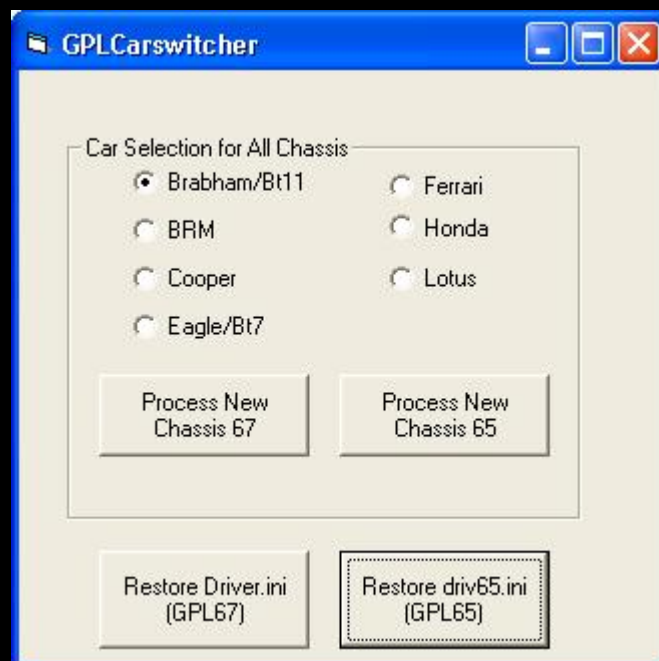 GPLCarswitcher
Car Selection for All Chassis
Brabham/Bt11
Ferrari
BRM
Honda
Cooper
Lotus
Eagle/Bt7
Process New
Chassis 67
Process New
Chassis 65
Restore Driver.ini
(GPL67)
Restore driv65.ini
(GPL65)